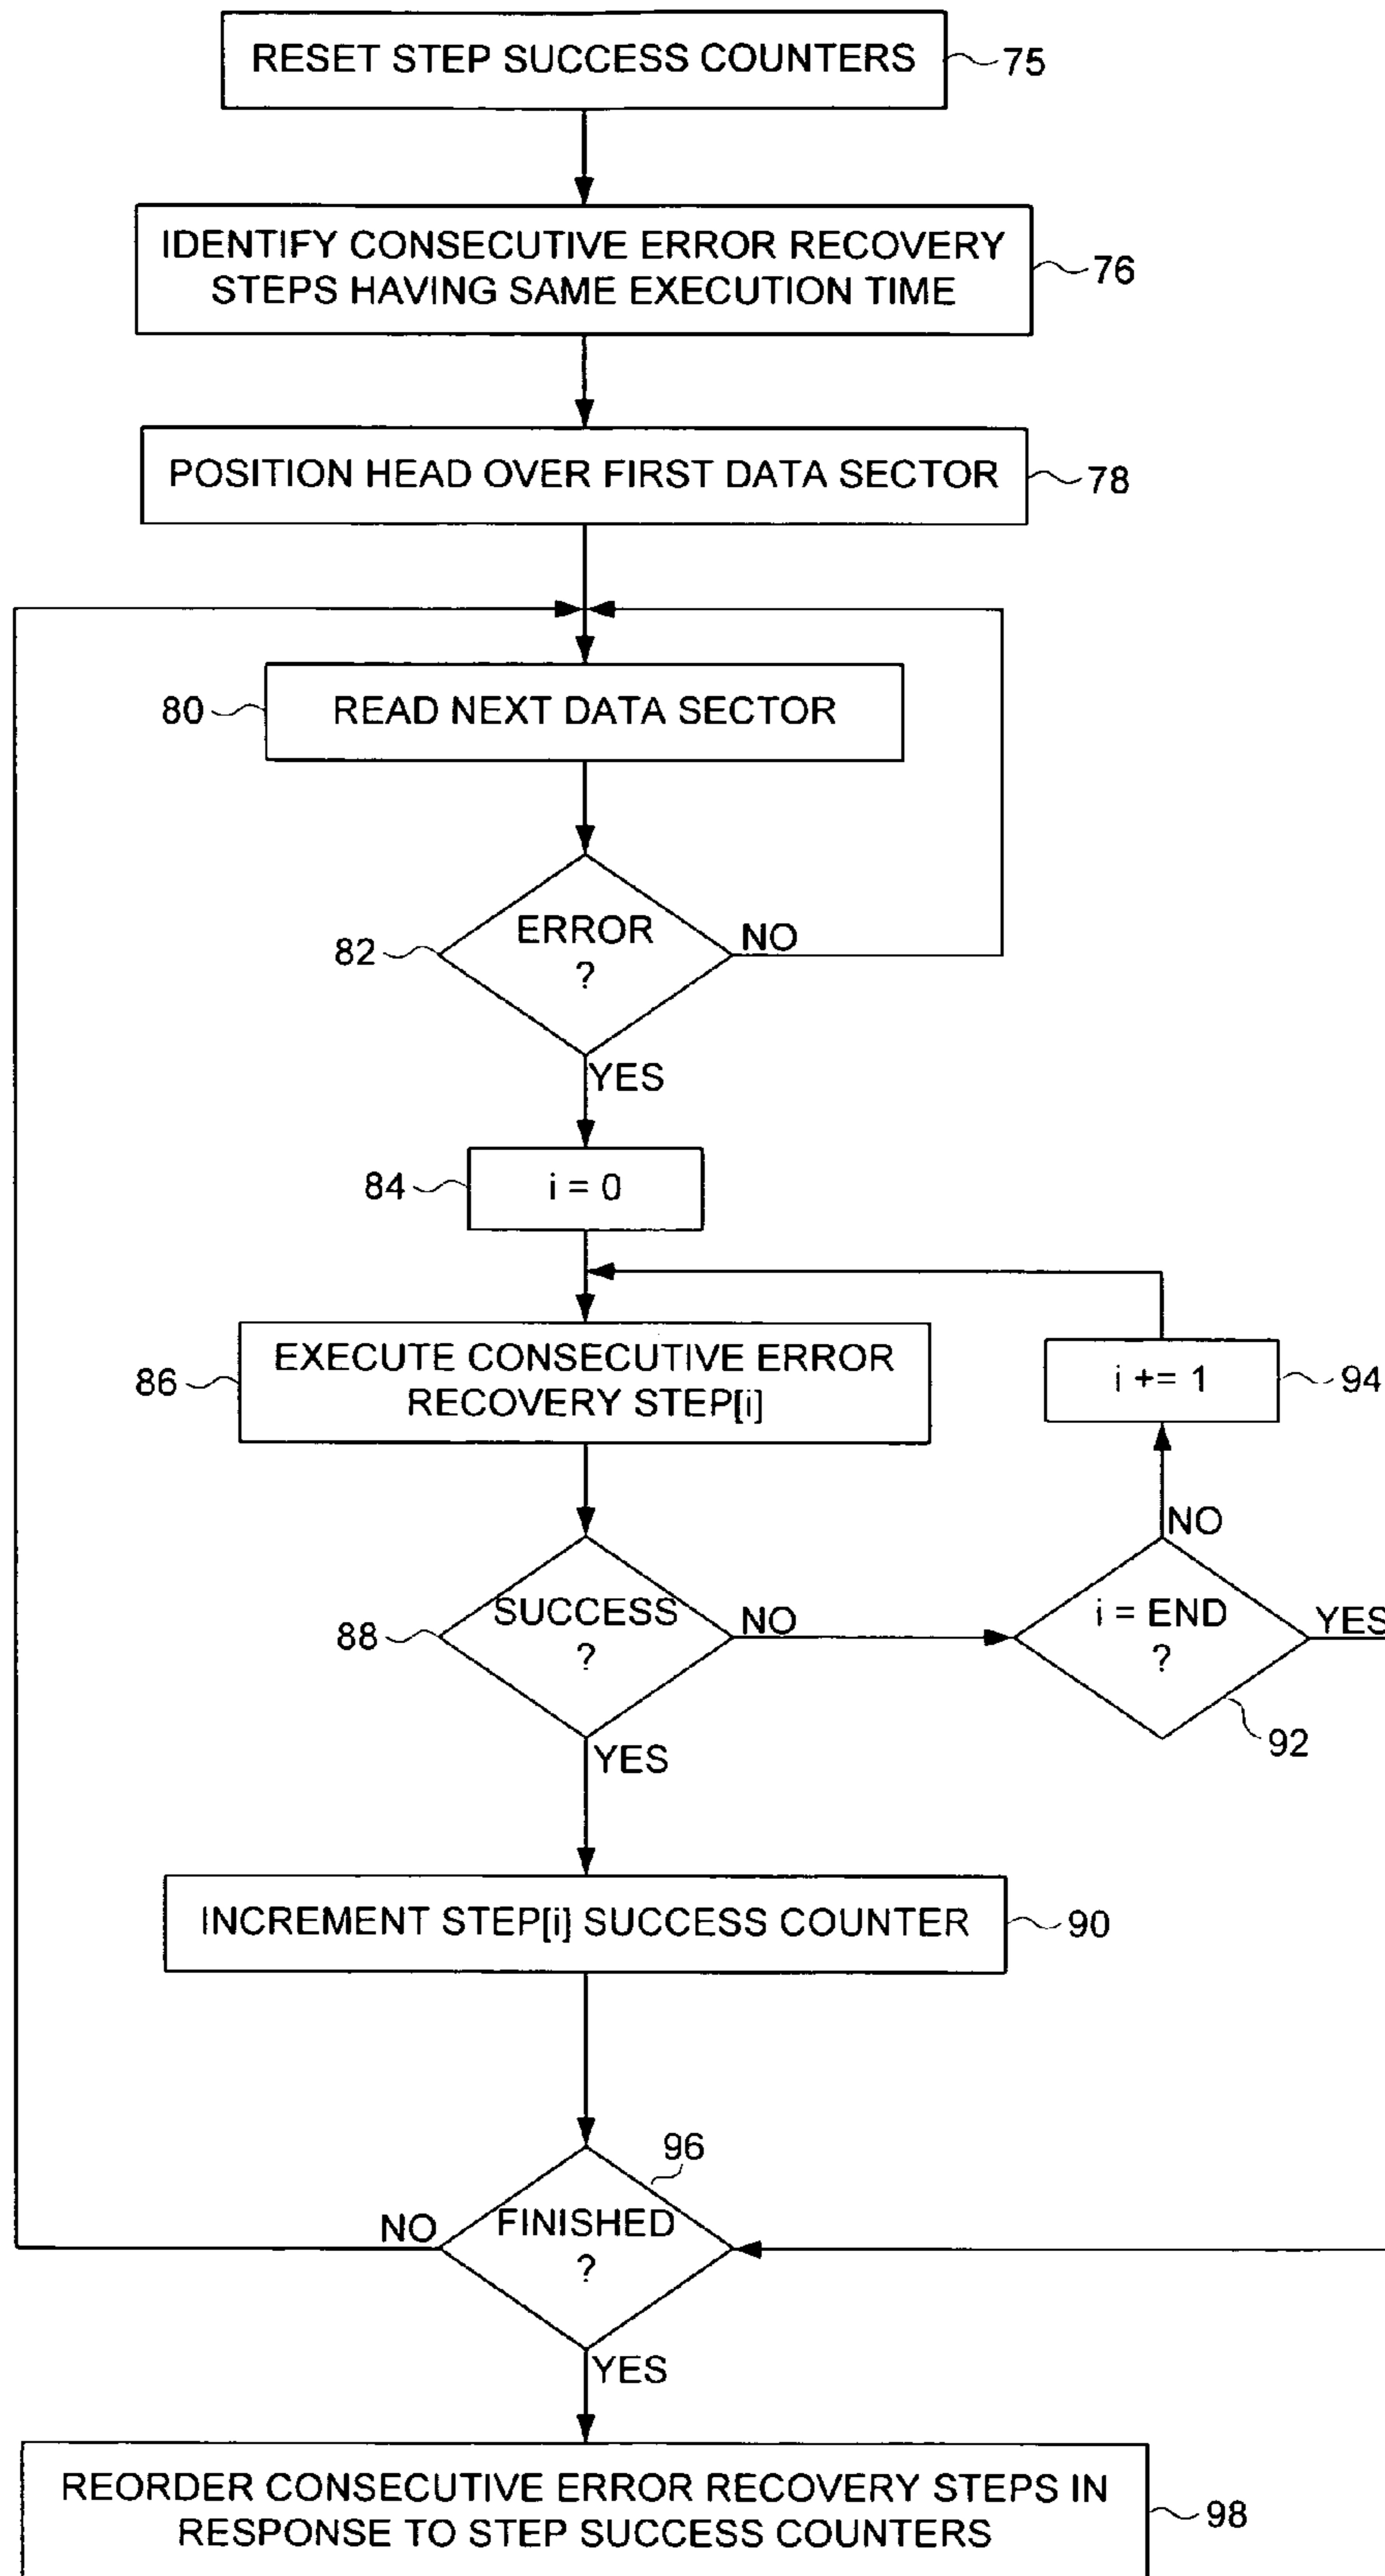 RESET STEP SUCCESS COUNTERS
75
IDENTIFY CONSECUTIVE ERROR RECOVERY
STEPS HAVING SAME EXECUTION TIME
76
POSITION HEAD OVER FIRST DATA SECTOR
78
80
READ NEXT DATA SECTOR
82
ERROR
?
NO
YES
84
i = 0
86
EXECUTE CONSECUTIVE ERROR
RECOVERY STEP[i]
i += 1
94
NO
88
SUCCESS
?
NO
i = END
?
YES
92
YES
INCREMENT STEP[i] SUCCESS COUNTER
90
96
NO
FINISHED
?
YES
REORDER CONSECUTIVE ERROR RECOVERY STEPS IN
RESPONSE TO STEP SUCCESS COUNTERS
98